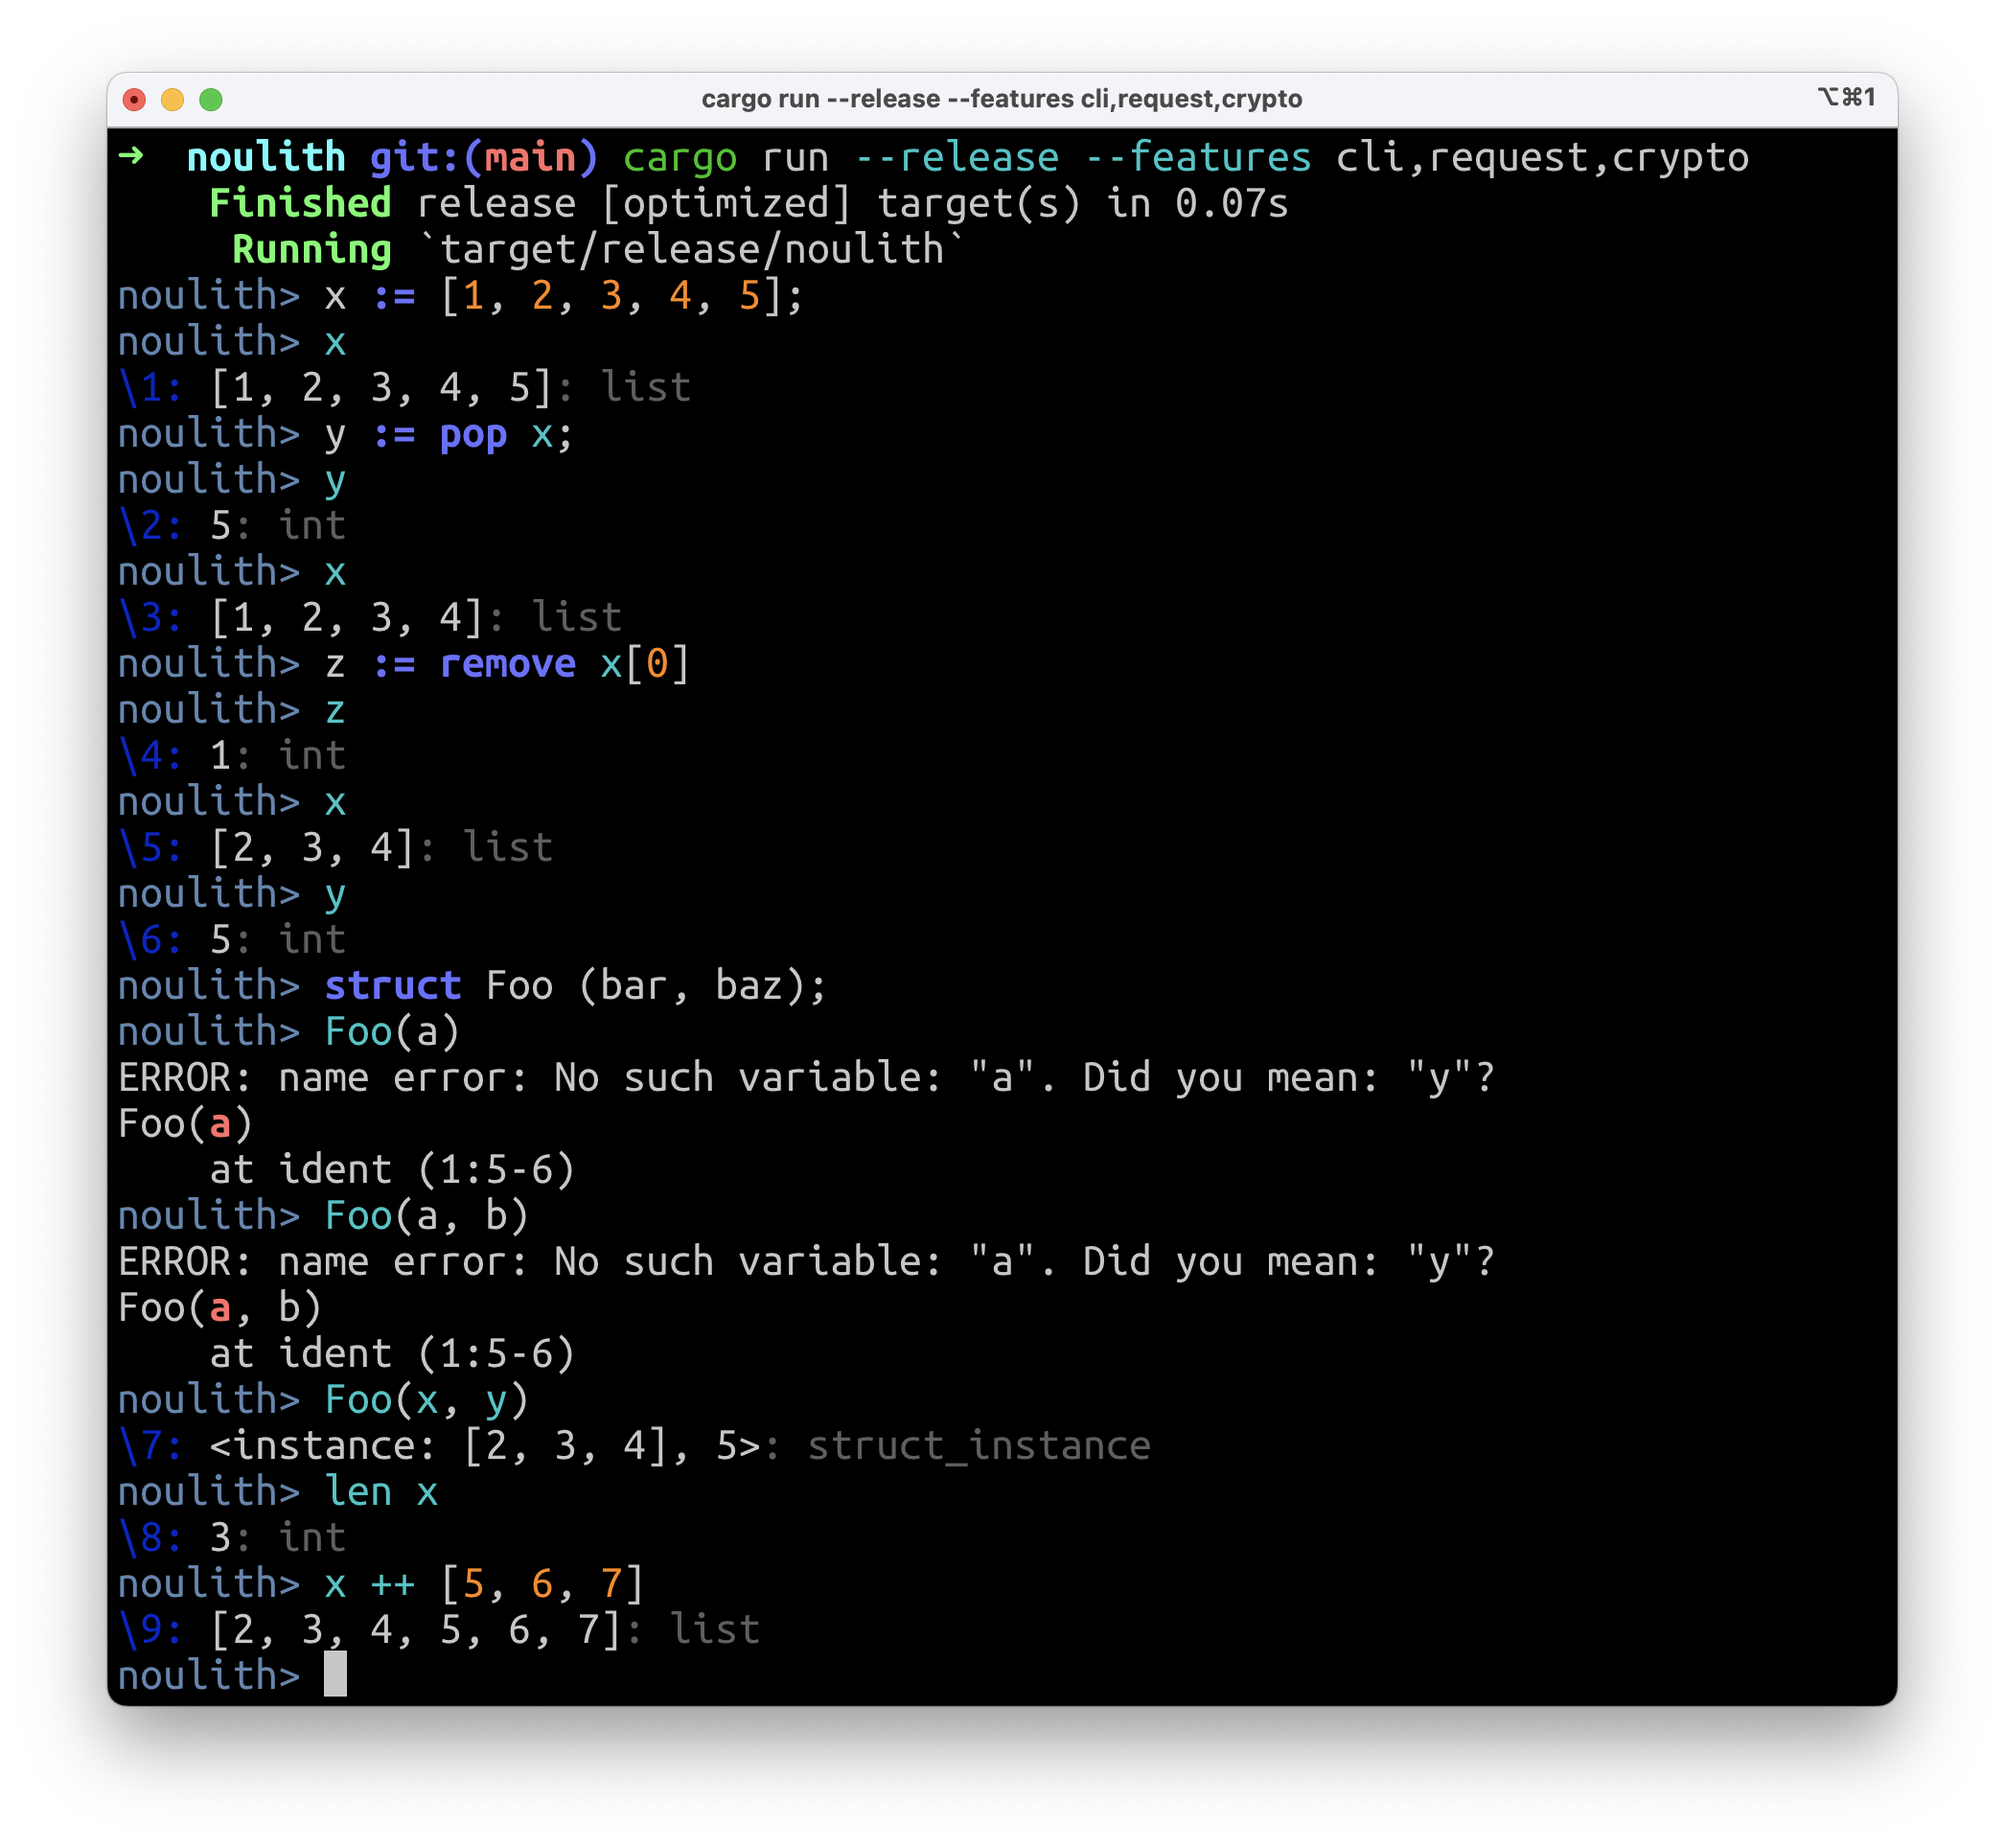 cargo run --release --features cli,request,crypto ⌥⌘1
➜  noulith git:(main) cargo run --release --features cli,request,crypto
    Finished release [optimized] target(s) in 0.07s
     Running `target/release/noulith`
noulith> x := [1, 2, 3, 4, 5];
noulith> x
\1: [1, 2, 3, 4, 5]: list
noulith> y := pop x;
noulith> y
\2: 5: int
noulith> x
\3: [1, 2, 3, 4]: list
noulith> z := remove x[0]
noulith> z
\4: 1: int
noulith> x
\5: [2, 3, 4]: list
noulith> y
\6: 5: int
noulith> struct Foo (bar, baz);
noulith> Foo(a)
ERROR: name error: No such variable: "a". Did you mean: "y"?
Foo(a)
    at ident (1:5-6)
noulith> Foo(a, b)
ERROR: name error: No such variable: "a". Did you mean: "y"?
Foo(a, b)
    at ident (1:5-6)
noulith> Foo(x, y)
\7: <instance: [2, 3, 4], 5>: struct_instance
noulith> len x
\8: 3: int
noulith> x ++ [5, 6, 7]
\9: [2, 3, 4, 5, 6, 7]: list
noulith>